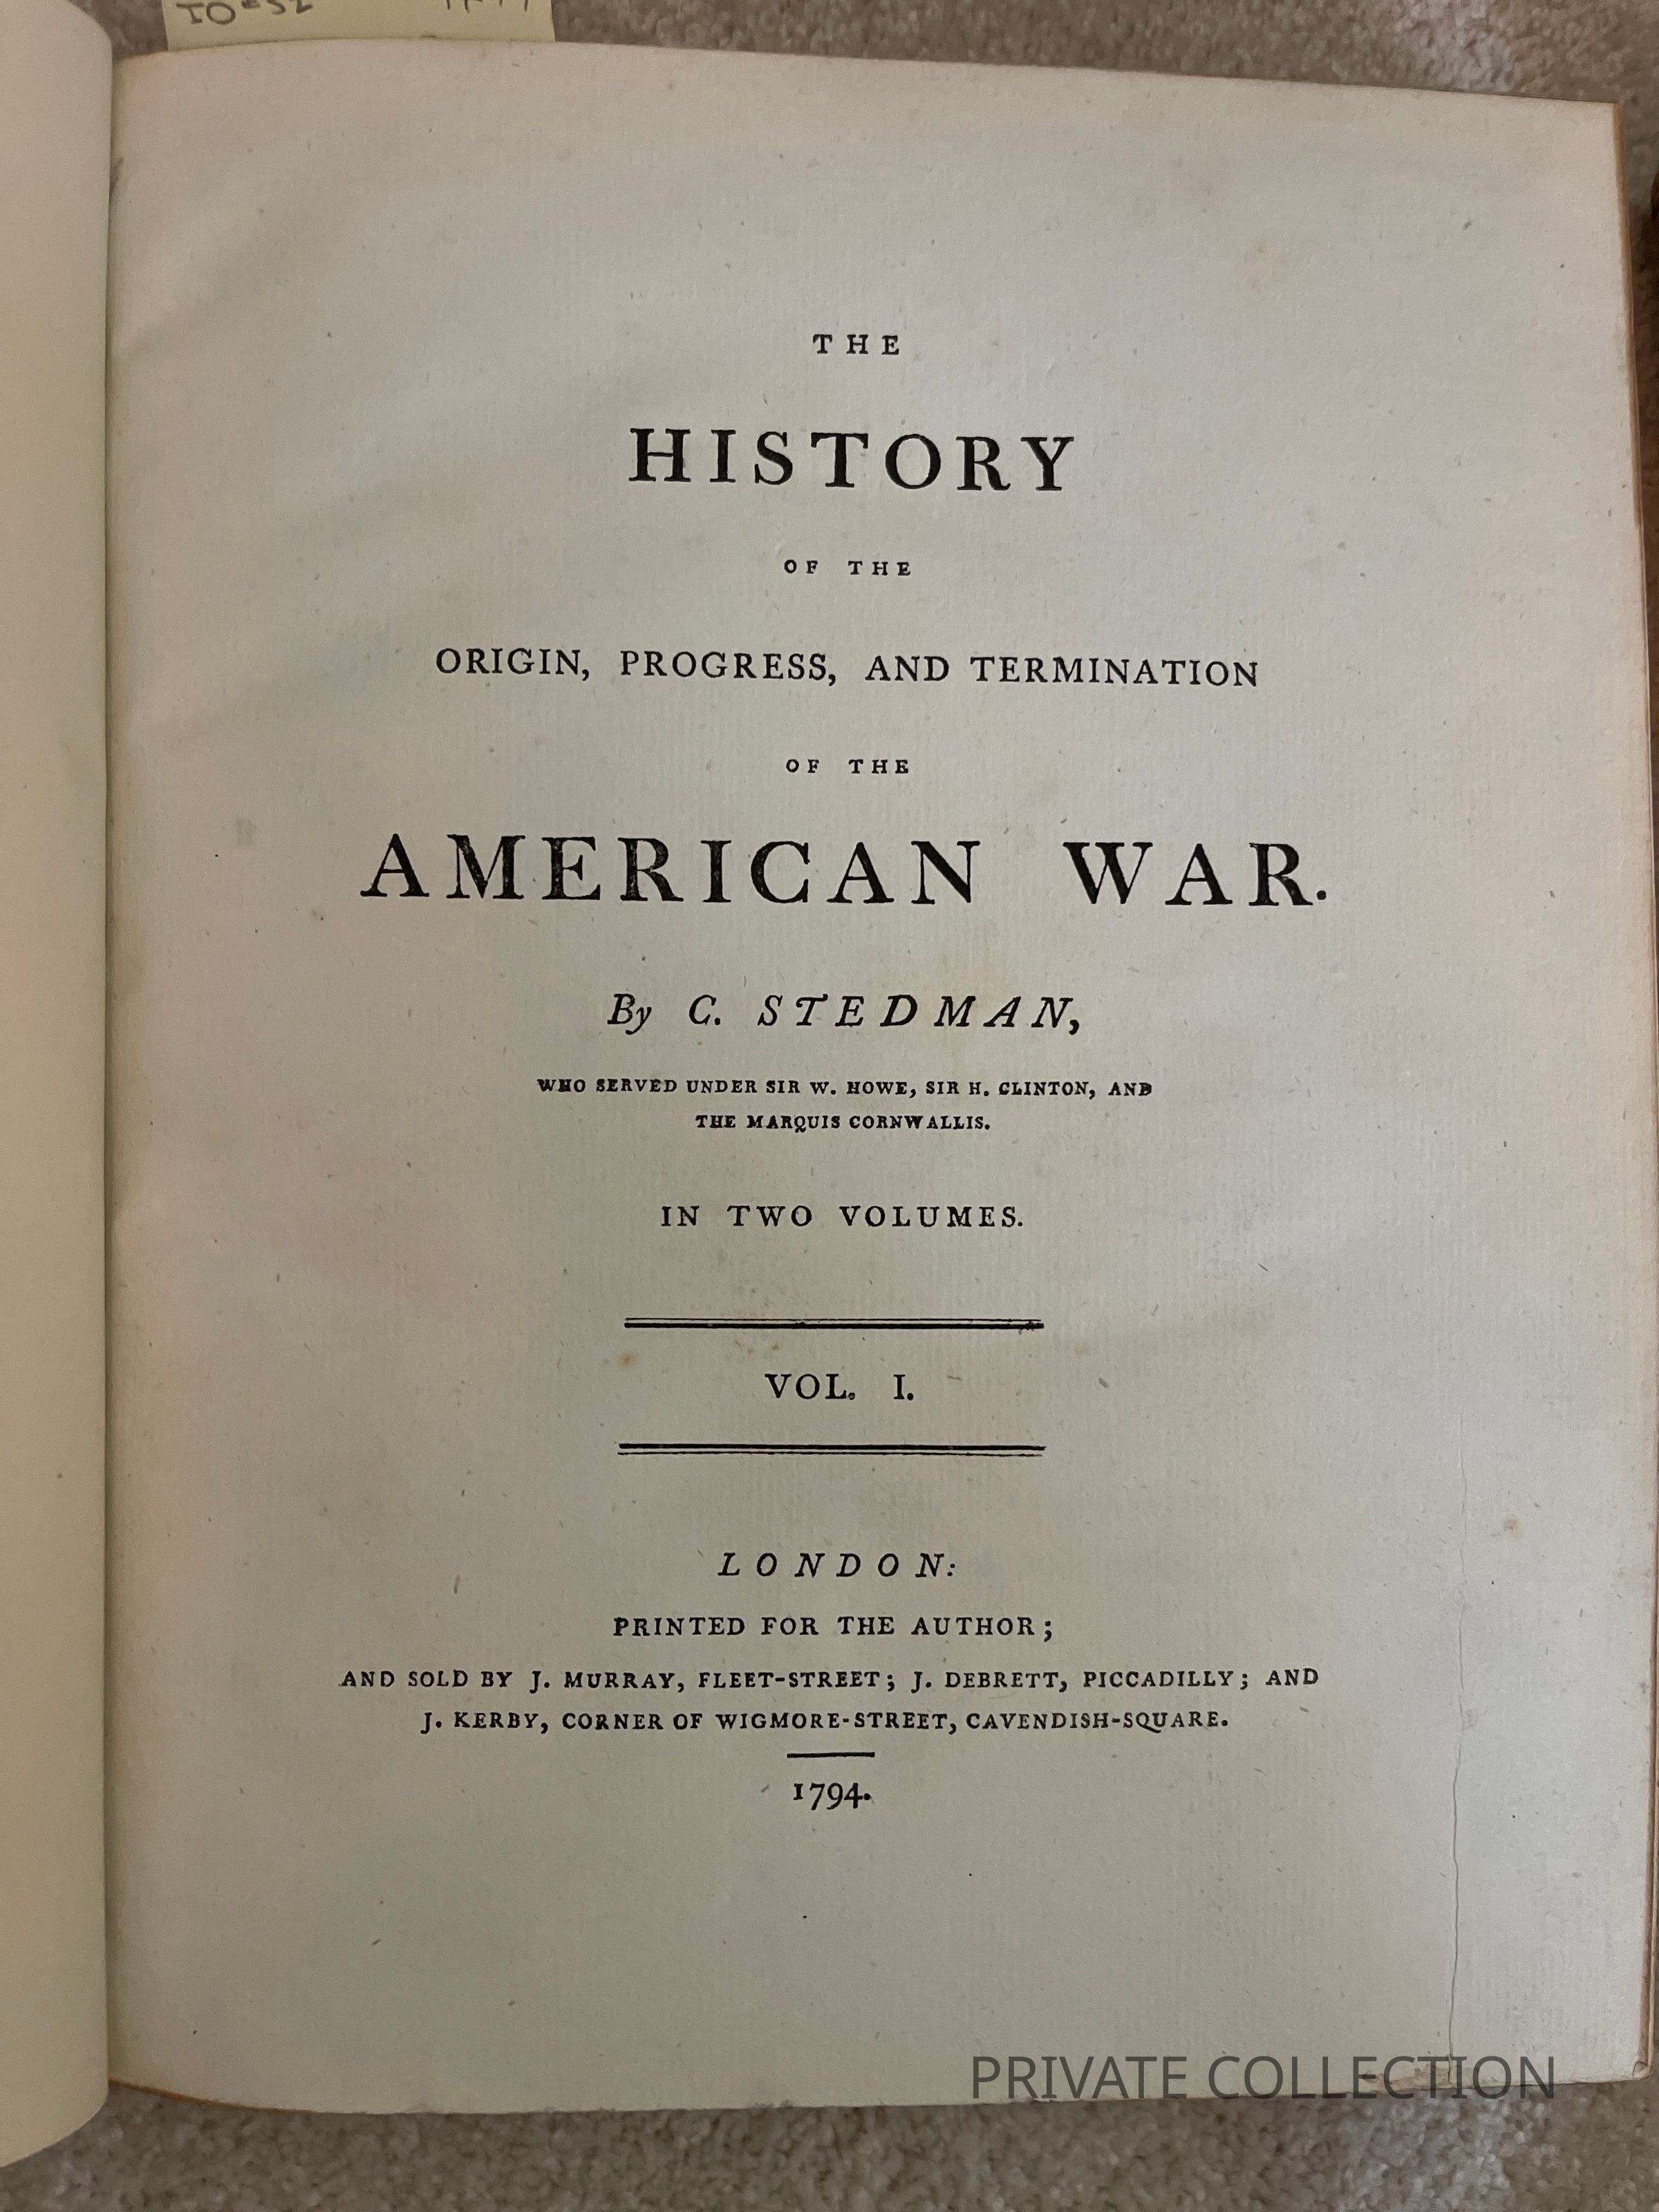 THE
HISTORY
OF THE
ORIGIN, PROGRESS, AND TERMINATION
OF THE
AMERICAN WAR.
By C. STEDMAN,
WHO SERVED UNDER SIR W. HOWE, SIR H. CLINTON, AND
THE MARQUIS CORNWALLIS.
IN TWO VOLUMES.
VOL. I.
LONDON:
PRINTED FOR THE AUTHOR;
AND SOLD BY J. MURRAY, FLEET-STREET; J. DEBRETT, PICCADILLY; AND
J. KERBY, CORNER OF WIGMORE-STREET, CAVENDISH-SQUARE.
1794.
PRIVATE COLLECTION